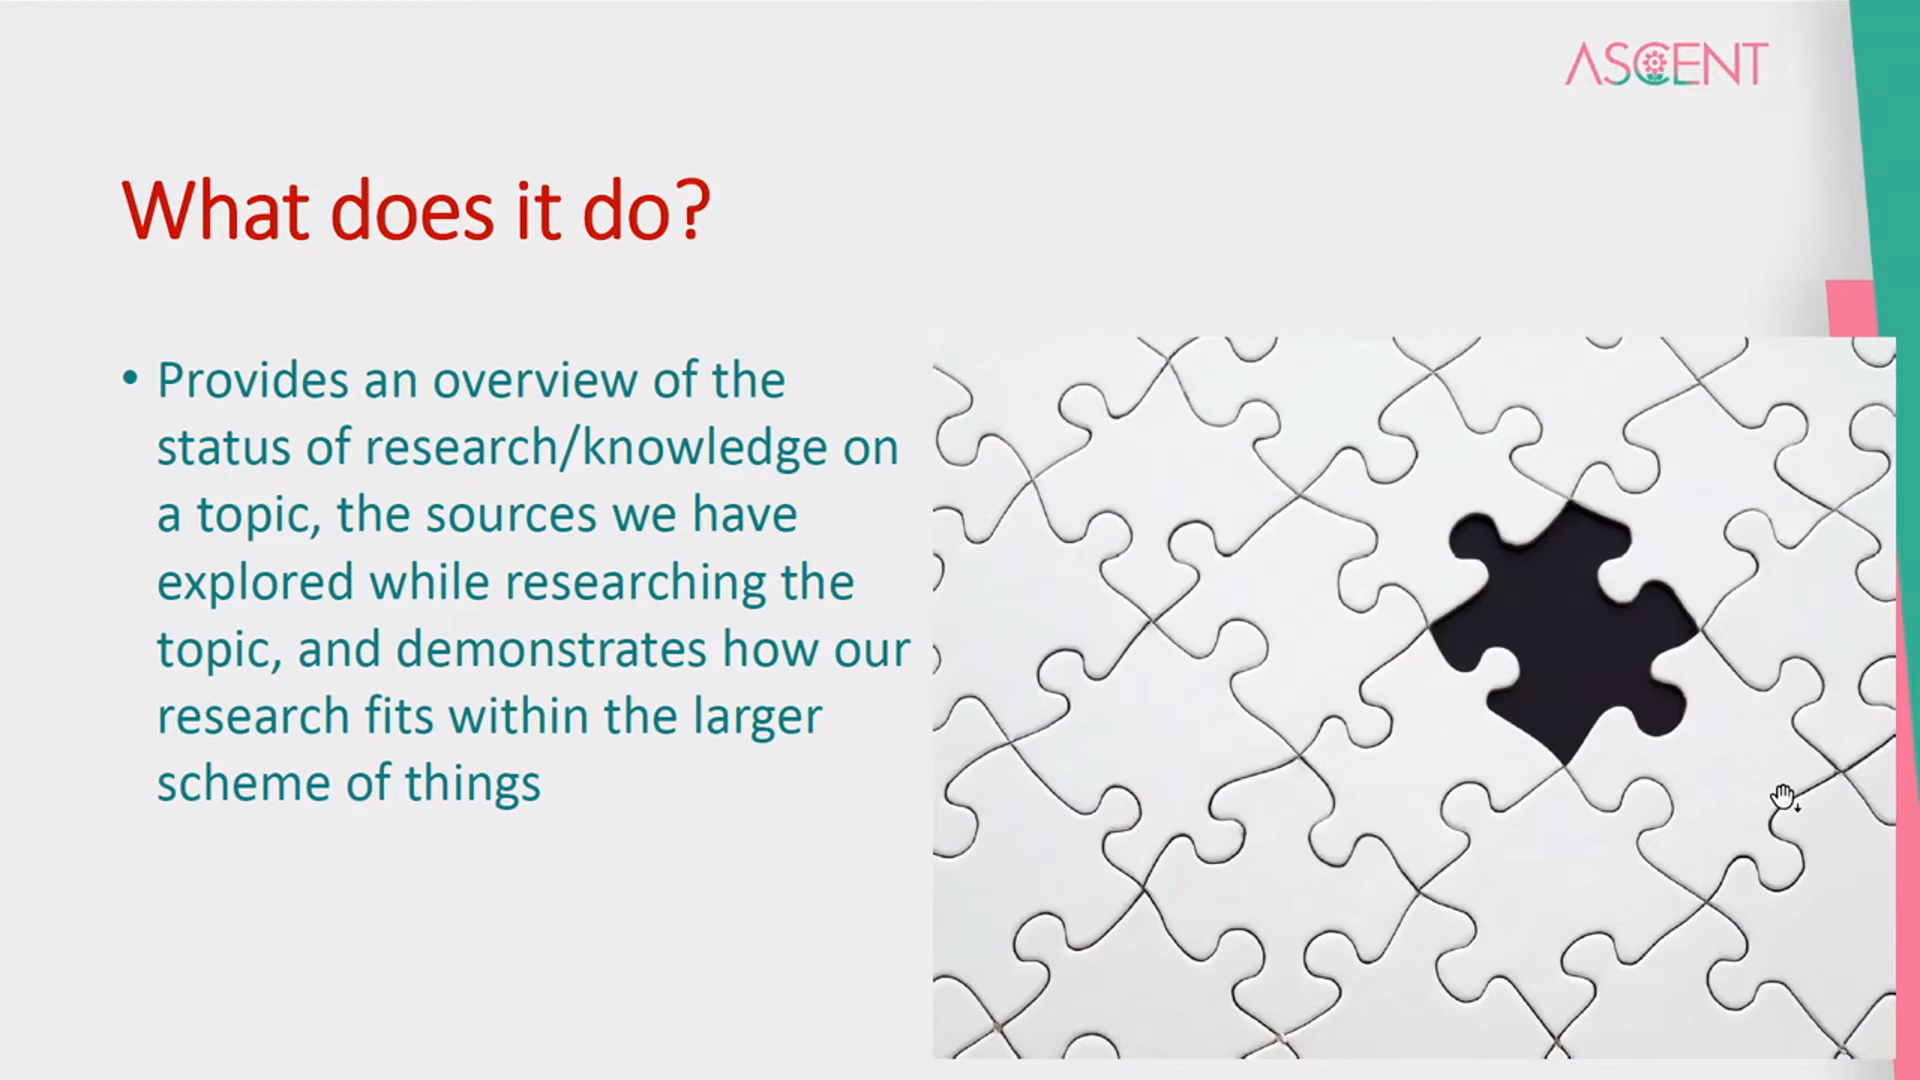 ASCENT
What does it do?
• Provides an overview of the
status of research/knowledge on
a topic, the sources we have
explored while researching the
topic, and demonstrates how our
research fits within the larger
scheme of things